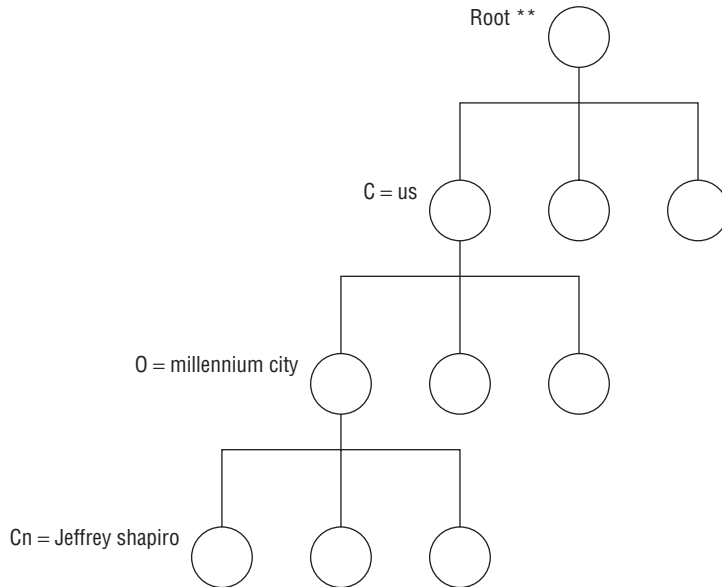 Root **
C = us
O = millennium city
Cn = Jeffrey shapiro